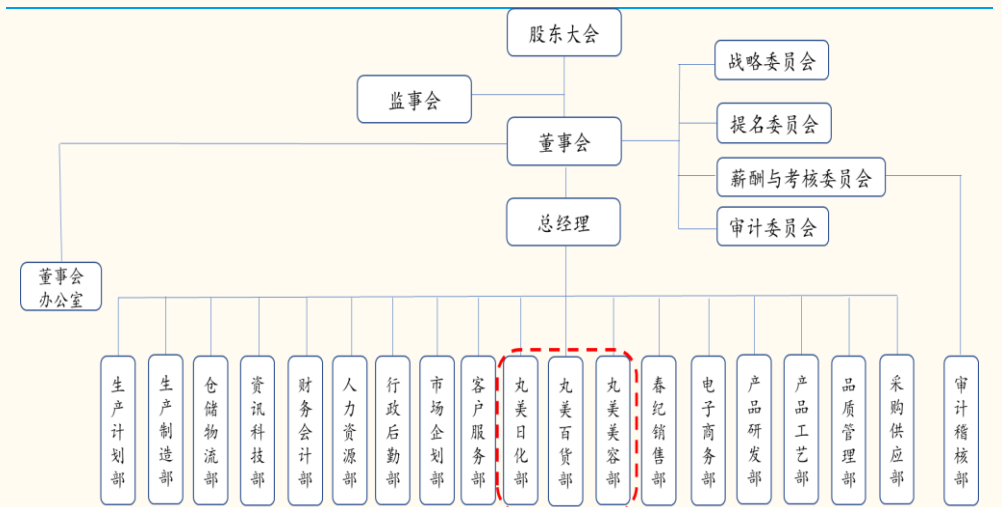 股东大会
监事会
战略委员会
提名委员会
董事会
薪酬与考核委员会
总经理
审计委员会
董事会
办公室
生产计划部
生产制造部
仓储物流部
资讯科技部
财务会计部
人力资源部
行政后勤部
市场企划部
客户服务部
丸美日化部
丸美百货部
丸美美容部
春纪销售部
电子商务部
产品研发部
产品工艺部
品质管理部
采购供应部
审计稽核部